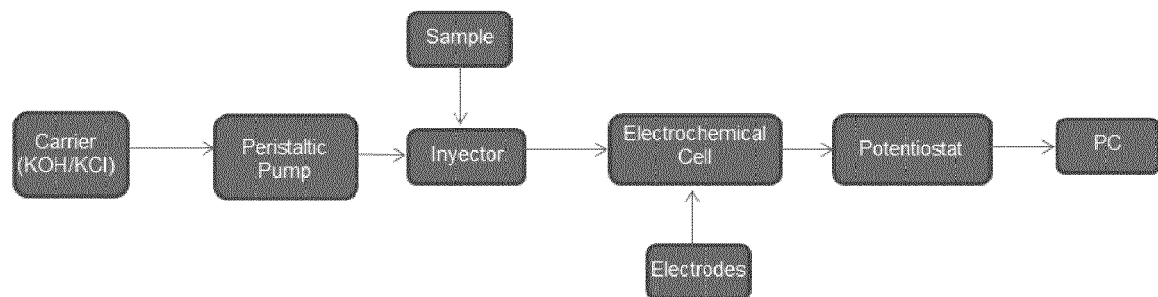 Sample
Carrier
(KOH/KCl)
Peristaltic
Pump
Inyector
Electrochemical
Cell
Potentiostat
PC
Electrodes